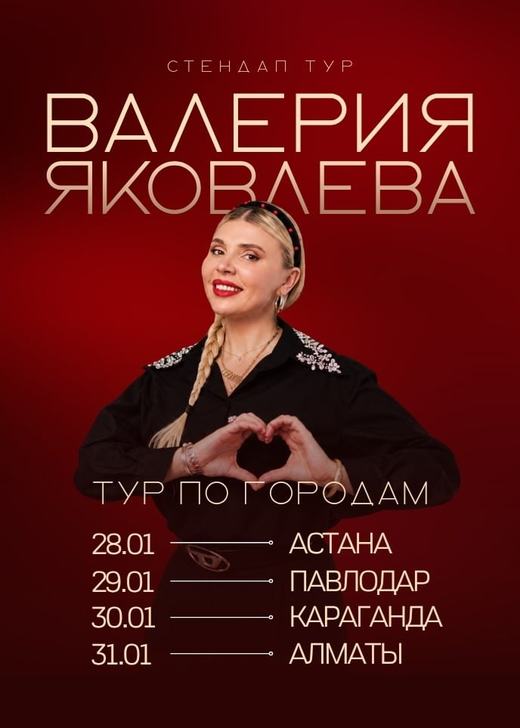 СТЕНДАП ТУР
ВАЛЕРИЯ
ЯКОВЛЕВА
ТУР ПО ГОРОДАМ
28.01 АСТАНА
29.01 ПАВЛОДАР
30.01 КАРАГАНДА
31.01 АЛМАТЫ